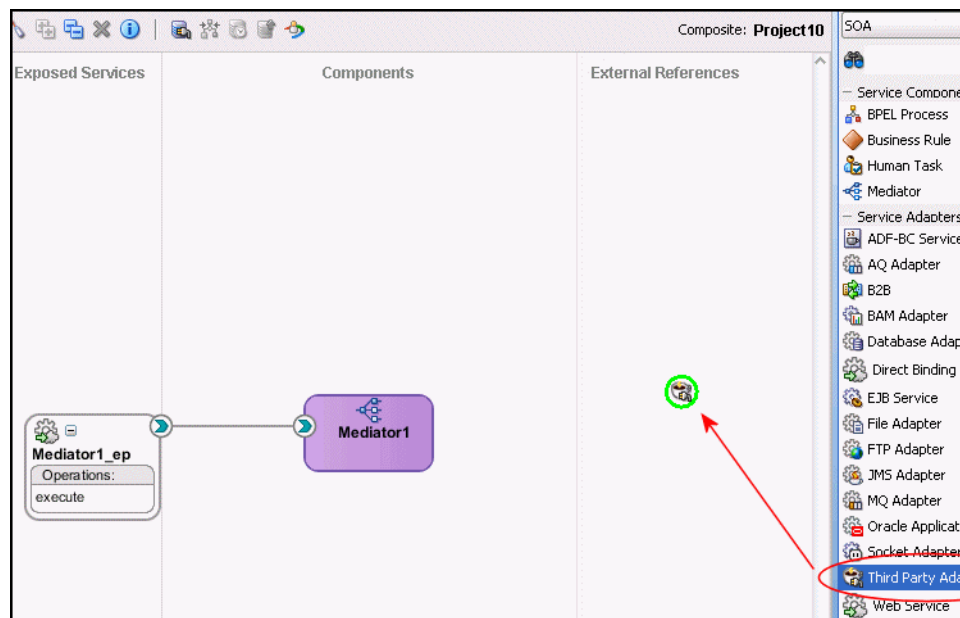 Composite: Project10
Exposed Services
Components
External References
Mediator1_ep
Operations:
execute
Mediator1
SOA
Service Compone
BPEL Process
Business Rule
Human Task
Mediator
Service Adapters
ADF-BC Service
AQ Adapter
B2B
BAM Adapter
Database Adap
Direct Binding
EJB Service
File Adapter
FTP Adapter
JMS Adapter
MQ Adapter
Oracle Applicat
Socket Adapter
Third Party Ada
Web Service